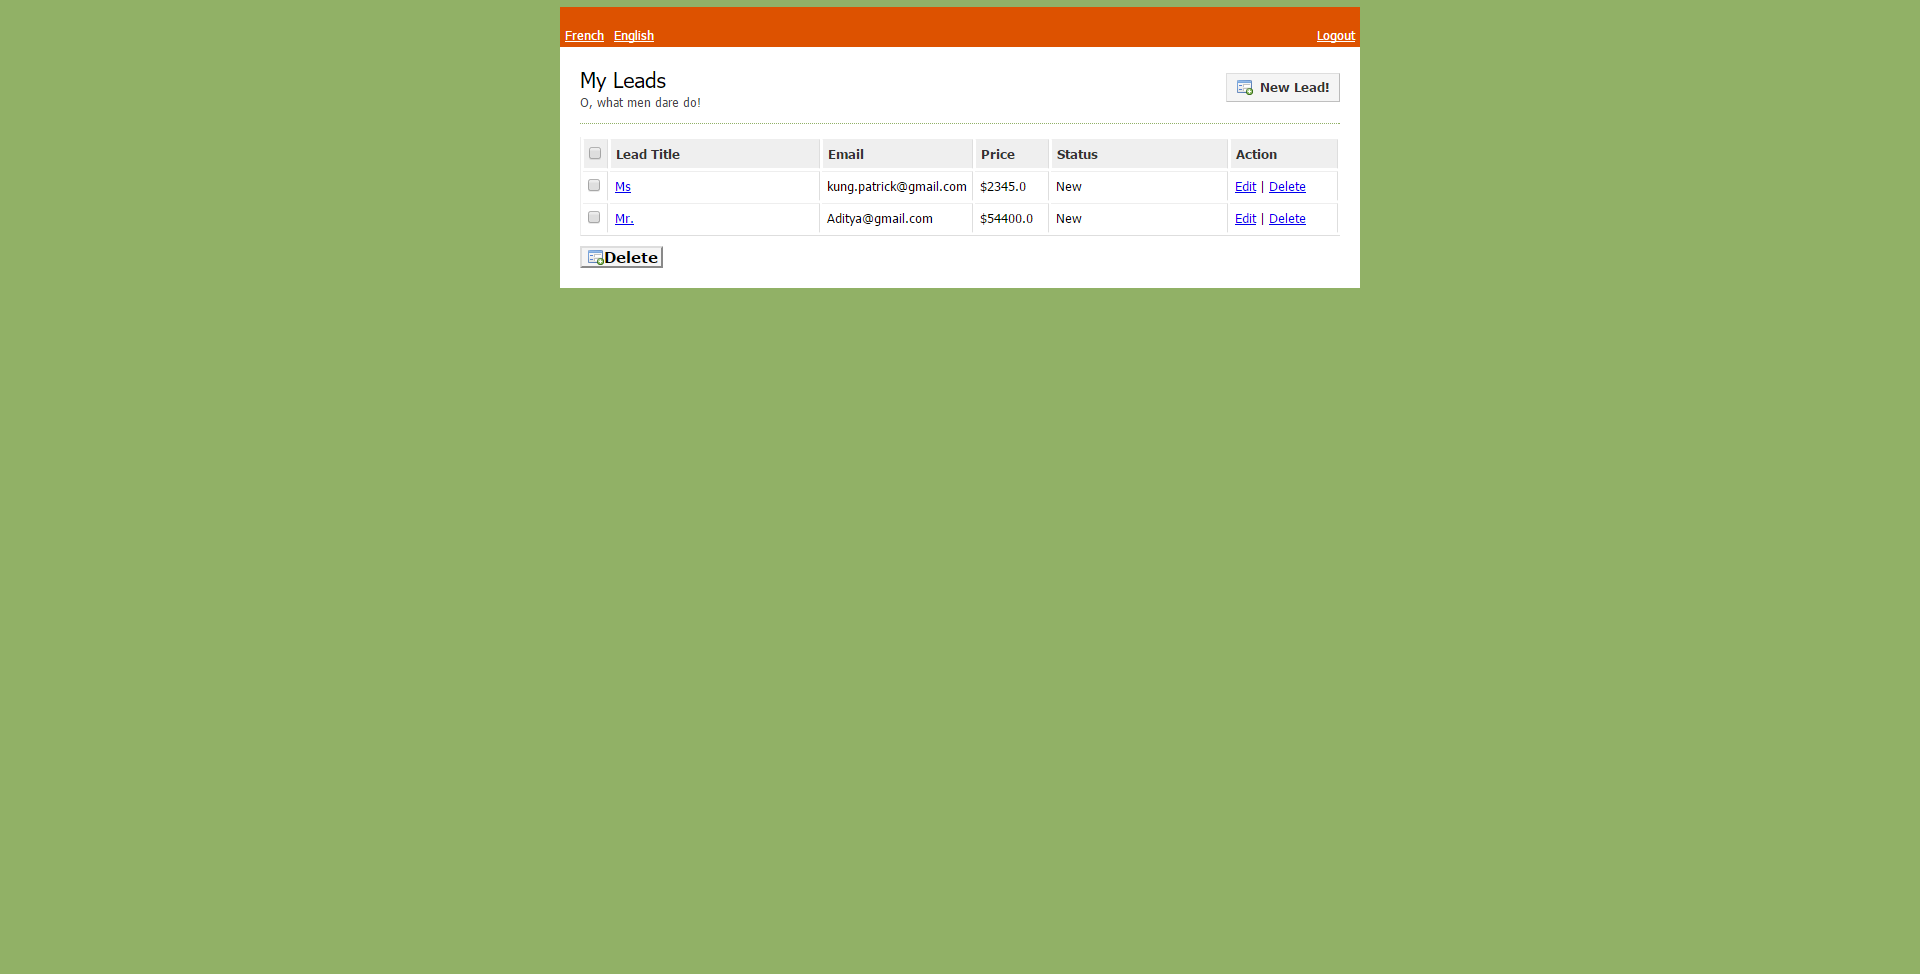 French English Logout
My Leads
New Lead!
O, what men dare do!
Lead Title Email Price Status Action
Ms kung.patrick@gmail.com $2345.0 New Edit | Delete
Mr. Aditya@gmail.com $54400.0 New Edit | Delete
Delete